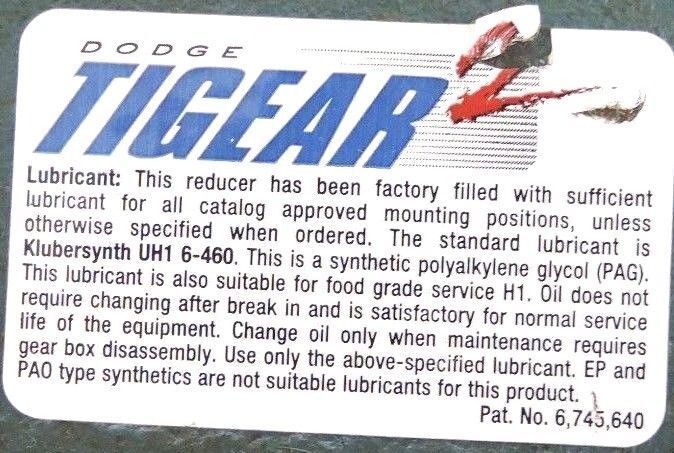 DODGE
TIGEAR 2
Lubricant: This reducer has been factory filled with sufficient
lubricant for all catalog approved mounting positions, unless
otherwise specified when ordered. The standard lubricant is
Klubersynth UH1 6-460. This is a synthetic polyalkylene glycol (PAG).
This lubricant is also suitable for food grade service H1. Oil does not
require changing after break in and is satisfactory for normal service
life of the equipment. Change oil only when maintenance requires
gear box disassembly. Use only the above-specified lubricant. EP and
PAO type synthetics are not suitable lubricants for this product.
Pat. No. 6,745,640